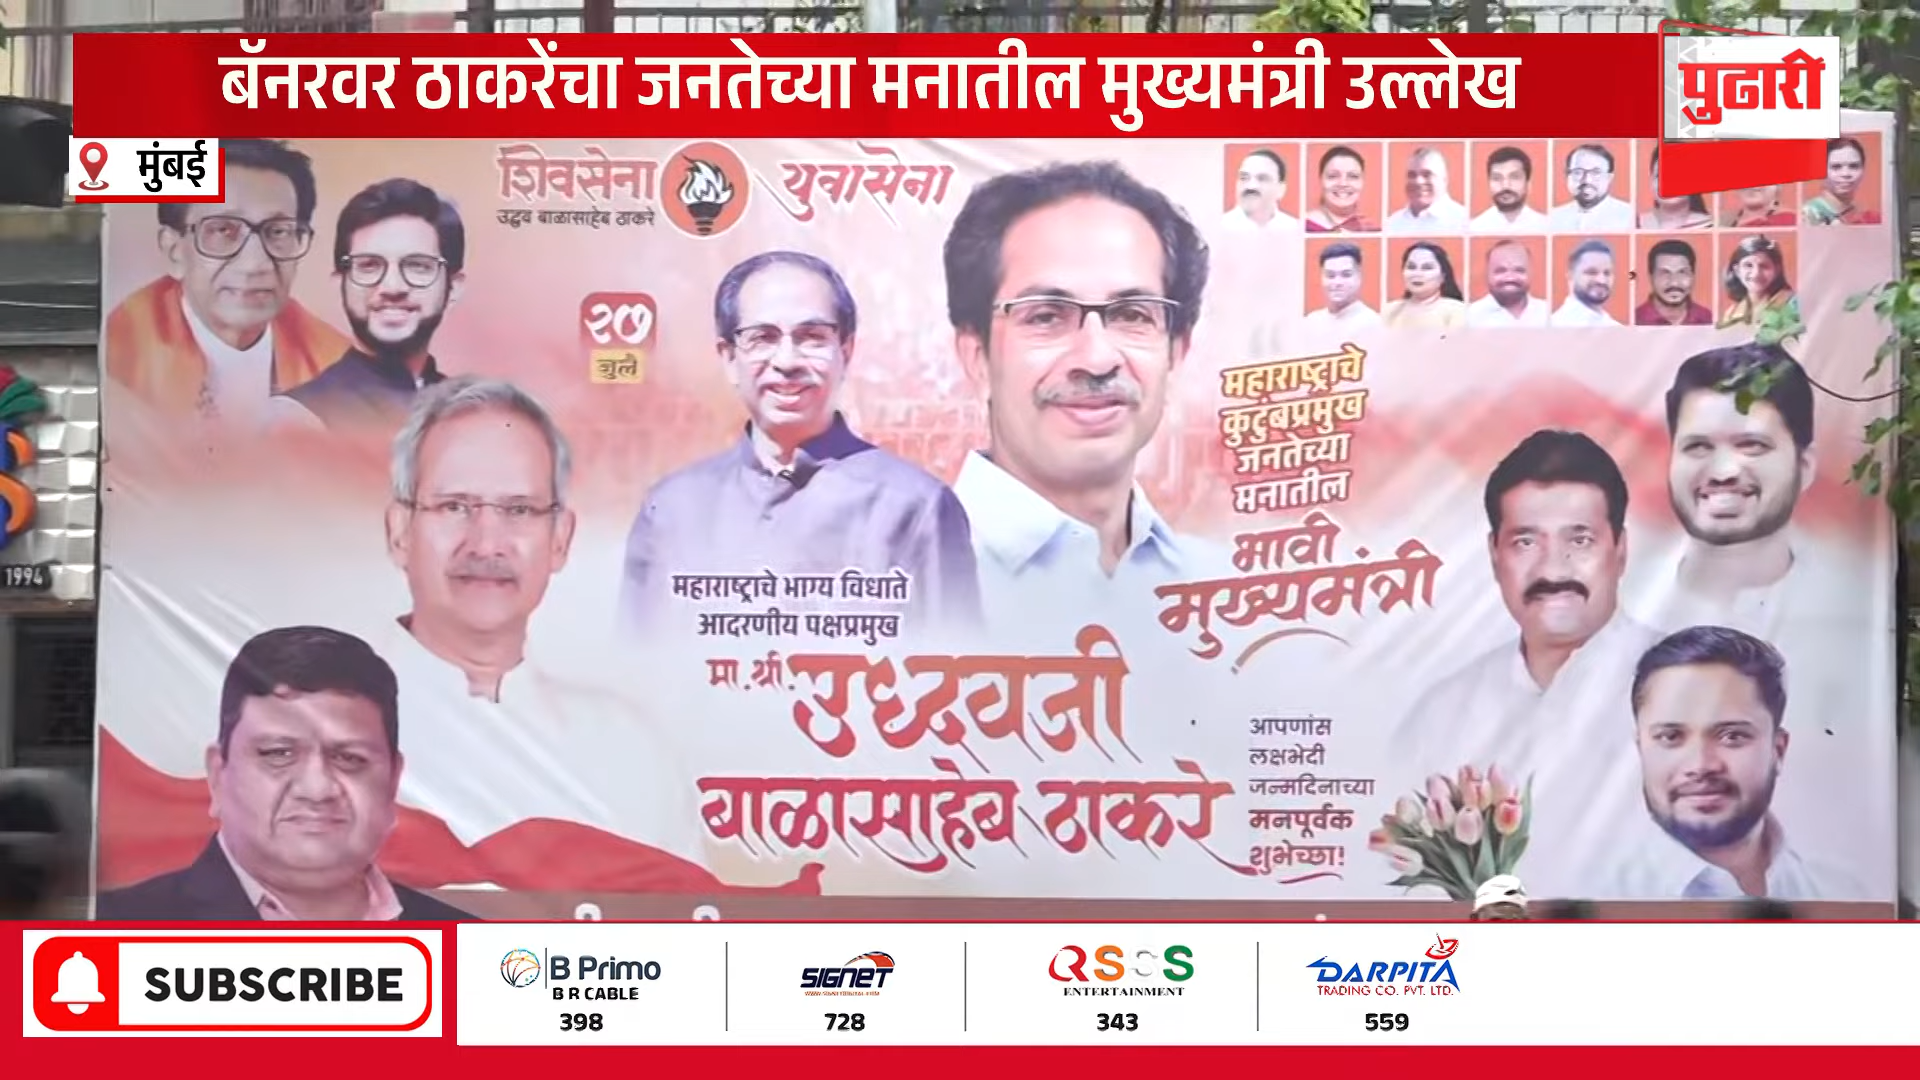 बॅनरवर ठाकरेंचा जनतेच्या मनातील मुख्यमंत्री उल्लेख
पुढारी
मुंबई
शिवसेना
उद्धव बाळासाहेब ठाकरे
युवासेना
२७
जुलै
महाराष्ट्राचे
कुटुंबप्रमुख
जनतेच्या
मनातील
भावी
मुख्यमंत्री
महाराष्ट्राचे भाग्य विधाते
आदरणीय पक्षप्रमुख
मा.श्री.उध्दवजी
बाळासाहेब ठाकरे
आपणांस
लक्षभेदी
जन्मदिनाच्या
मनपूर्वक
शुभेच्छा!
1994
SUBSCRIBE
B Primo
B R CABLE
398
SIGNET
728
RSCS
ENTERTAINMENT
343
DARPITA
TRADING CO. PVT. LTD.
559